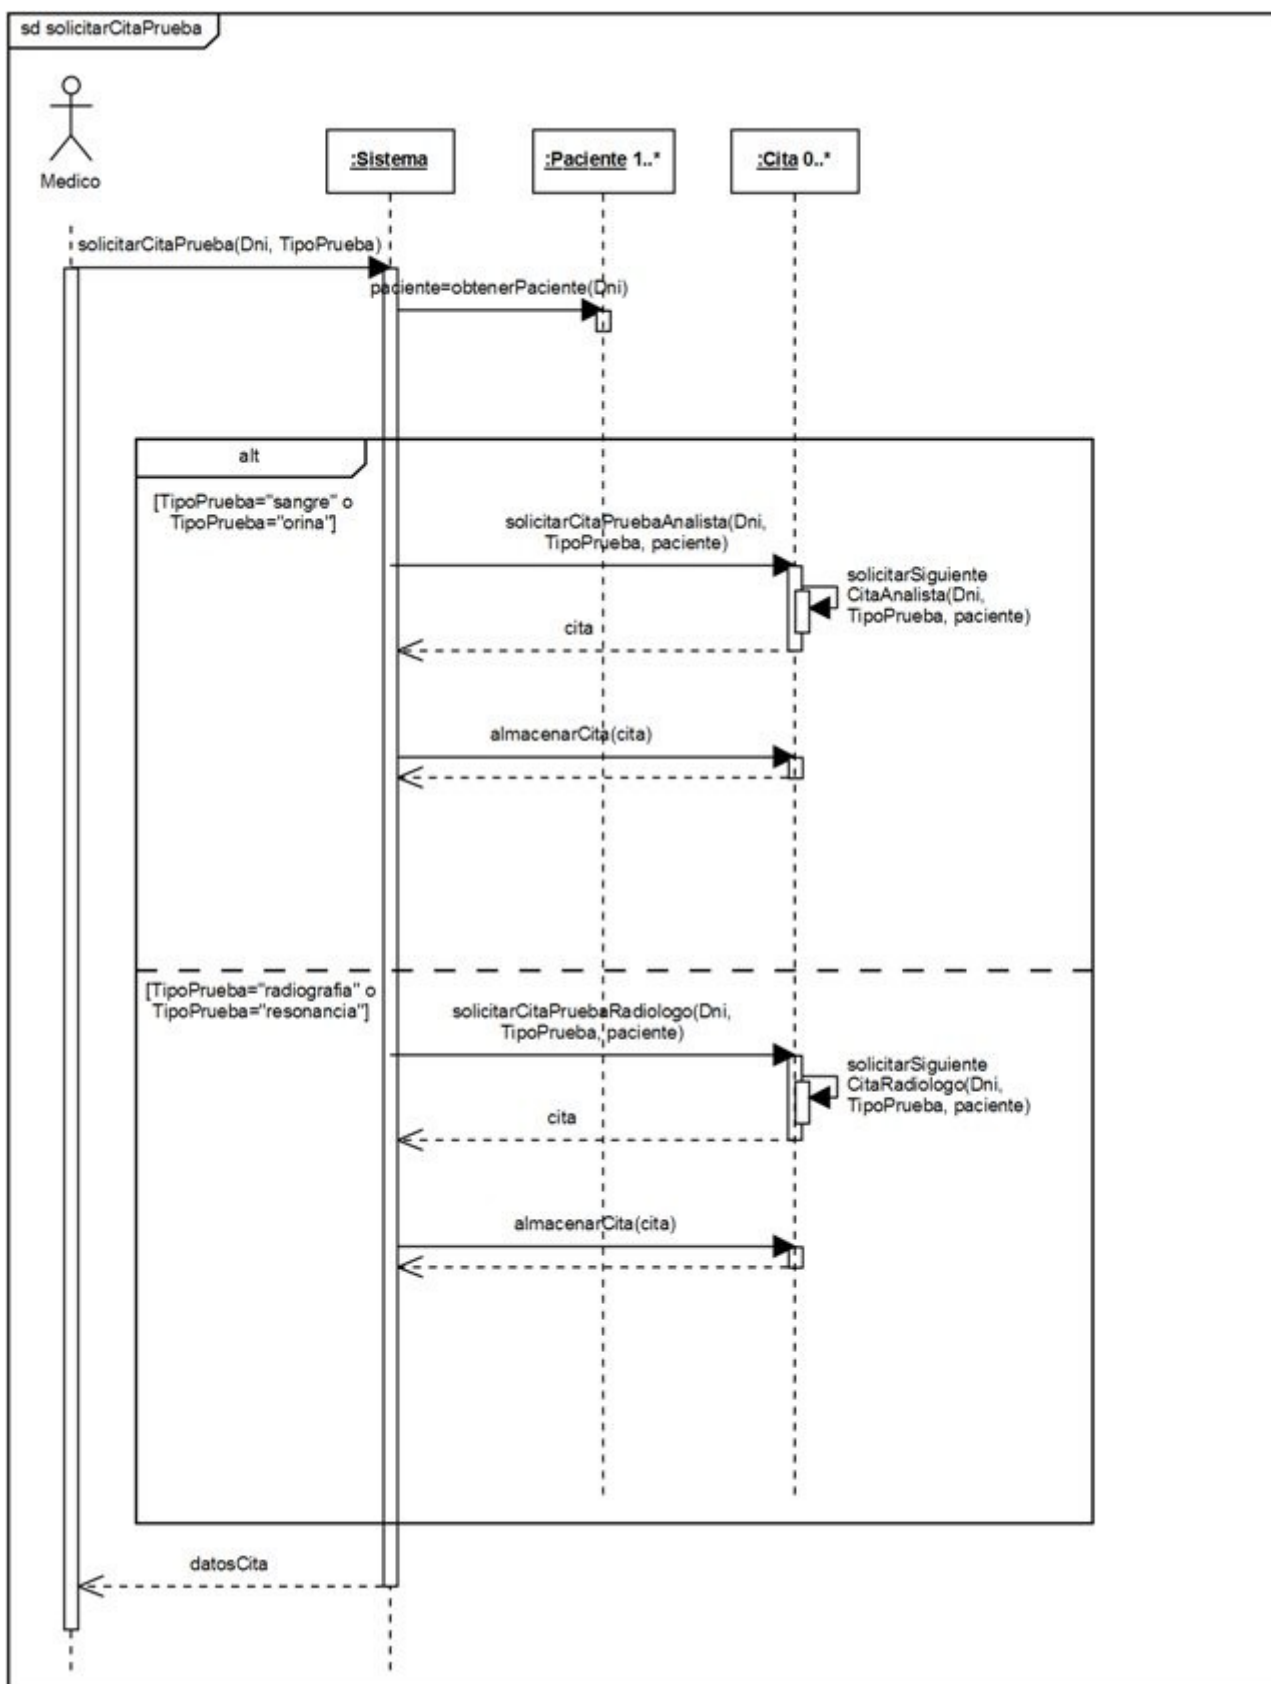 sd solicitarCitaPrueba
Medico
:Sistema
:Paciente 1..*
:Cita 0..*
solicitarCitaPrueba(Dni, TipoPrueba)
paciente=obtenerPaciente(Dni)
alt
[TipoPrueba="sangre" o
TipoPrueba="orina"]
solicitarCitaPruebaAnalista(Dni,
TipoPrueba, paciente)
solicitarSiguiente
CitaAnalista(Dni,
TipoPrueba, paciente)
cita
almacenarCita(cita)
[TipoPrueba="radiografia" o
TipoPrueba="resonancia"]
solicitarCitaPruebaRadiologo(Dni,
TipoPrueba, paciente)
solicitarSiguiente
CitaRadiologo(Dni,
TipoPrueba, paciente)
cita
almacenarCita(cita)
datosCita